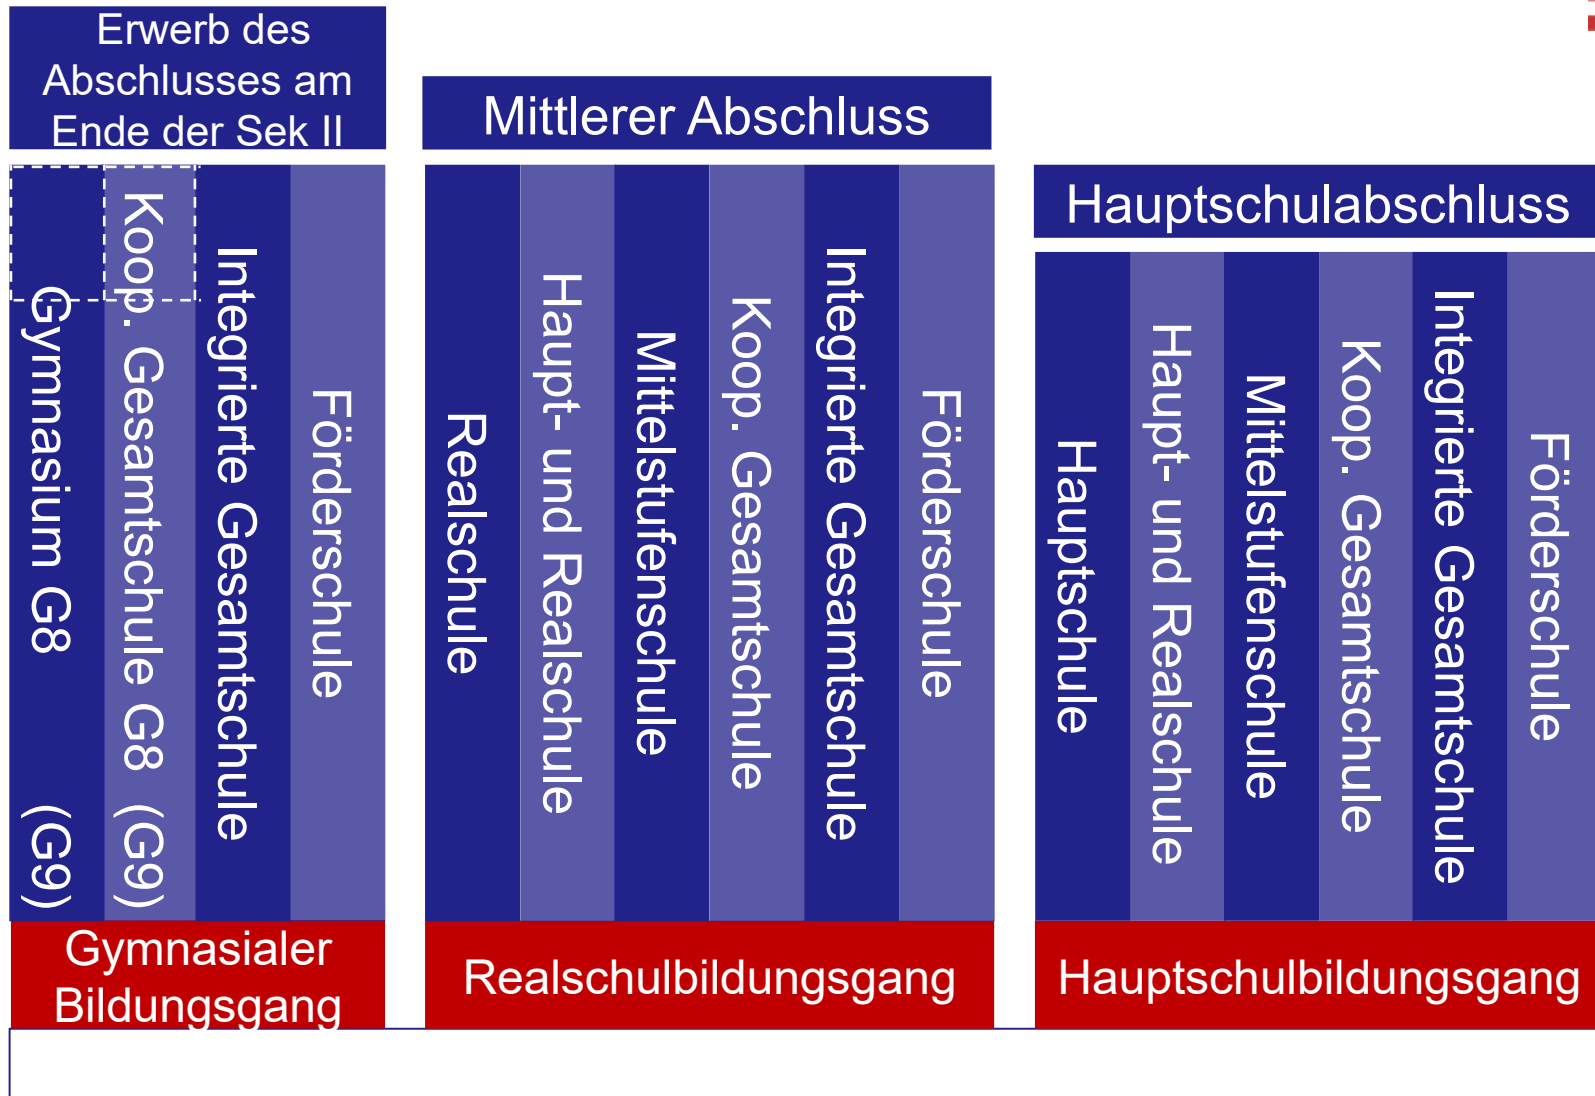 Erwerb des
Abschlusses am
Ende der Sek II
Gymnasium G8 (G9)
Koop. Gesamtschule G8 (G9)
Integrierte Gesamtschule
Förderschule
Gymnasialer
Bildungsgang
Mittlerer Abschluss
Realschule
Haupt- und Realschule
Mittelstufenschule
Koop. Gesamtschule
Integrierte Gesamtschule
Förderschule
Realschulbildungsgang
Hauptschulabschluss
Hauptschule
Haupt- und Realschule
Mittelstufenschule
Koop. Gesamtschule
Integrierte Gesamtschule
Förderschule
Hauptschulbildungsgang